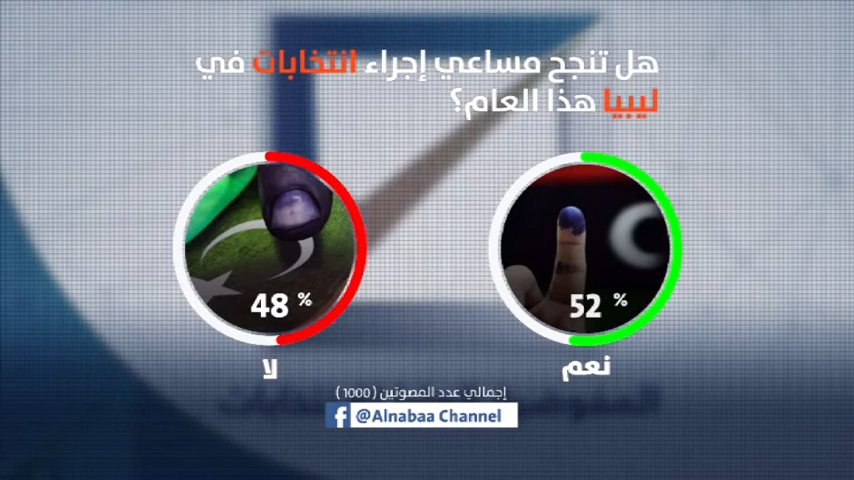 هل تنجح مساعي إجراء انتخابات في
ليبيا هذا العام؟
52 %
48 %
نعم
لا
إجمالي عدد المصوتين ( 1000 )
f @Alnabaa Channel